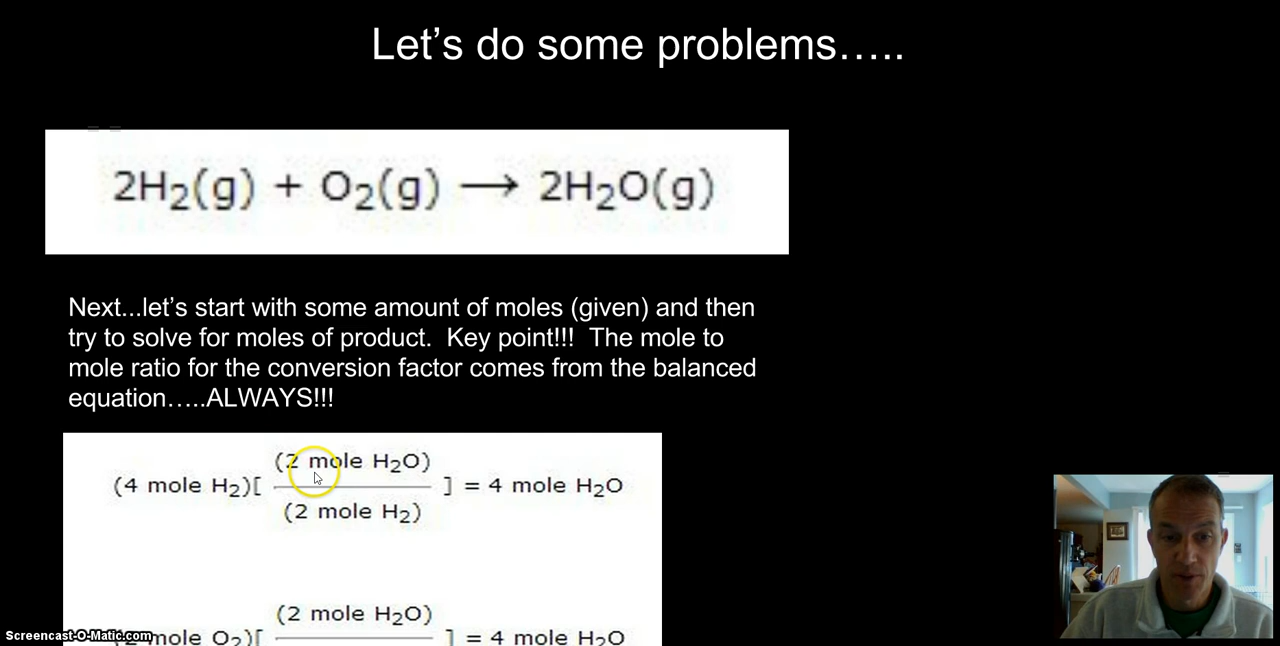 Let's do some problems…..
2H₂(g) + O₂(g) → 2H₂O(g)
Next...let's start with some amount of moles (given) and then
try to solve for moles of product.  Key point!!!  The mole to
mole ratio for the conversion factor comes from the balanced
equation…..ALWAYS!!!
(2 mole H₂O)
(4 mole H₂)[ ] = 4 mole H₂O
(2 mole H₂)
(2 mole H₂O)
mole O₂)[ ] = 4 mole H₂O
Screencast-O-Matic.com